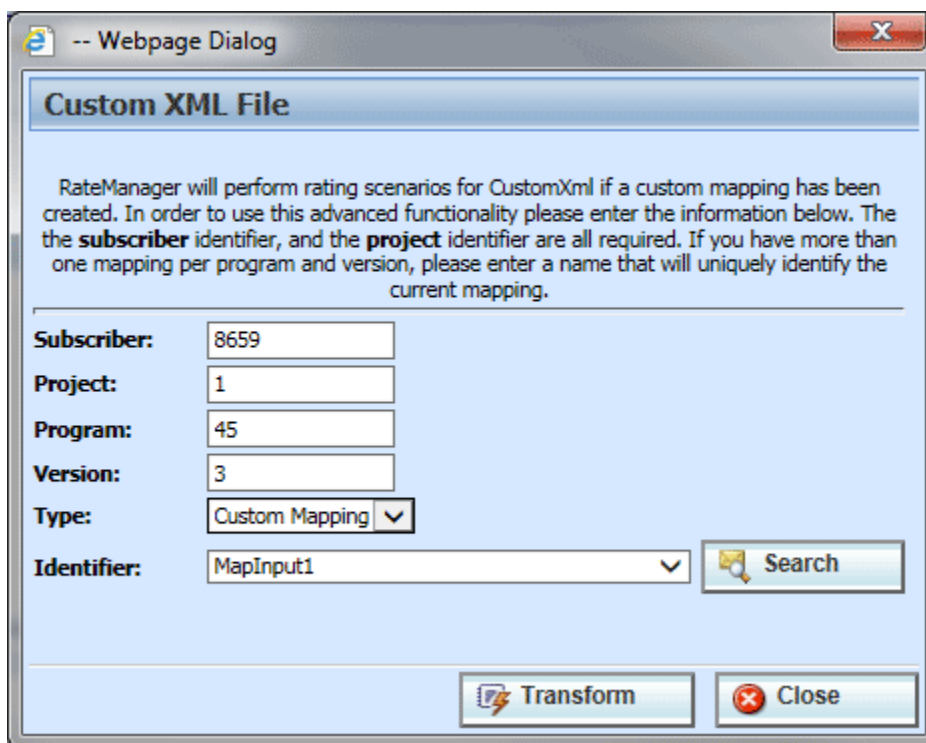 -- Webpage Dialog
x
Custom XML File
RateManager will perform rating scenarios for CustomXml if a custom mapping has been
created. In order to use this advanced functionality please enter the information below. The
the subscriber identifier, and the project identifier are all required. If you have more than
one mapping per program and version, please enter a name that will uniquely identify the
current mapping.
Subscriber: 8659
Project: 1
Program: 45
Version: 3
Type: Custom Mapping
Identifier: MapInput1 Search
Transform Close